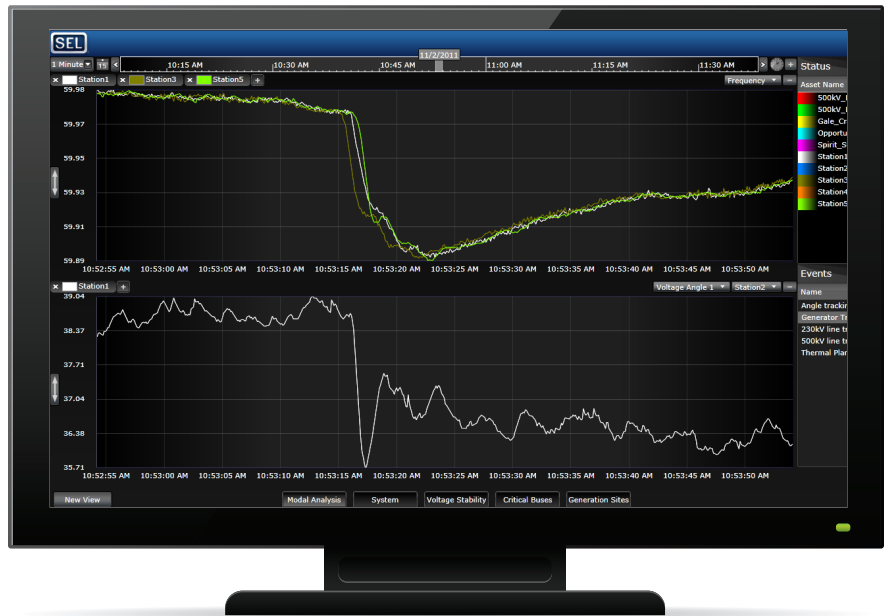 SEL
11/2/2011
1 Minute 15 10:15 AM 10:30 AM 10:45 AM 11:00 AM 11:15 AM 11:30 AM Status
Station1 Station3 Station5 Frequency
Asset Name
500kV_
500kV_
Gale_Cr
Opportu
Spirit_S
Station1
Station2
Station3
Station4
Station5
59.98
59.97
59.95
59.93
59.91
59.89
10:52:55 AM 10:53:00 AM 10:53:05 AM 10:53:10 AM 10:53:15 AM 10:53:20 AM 10:53:25 AM 10:53:30 AM 10:53:35 AM 10:53:40 AM 10:53:45 AM 10:53:50 AM
Events
Name
Angle trackin
Generator Tr
230kV line tr
500kV line tr
Thermal Plan
Station1 Voltage Angle 1 Station2
39.04
38.37
37.71
37.04
36.38
35.71
10:52:55 AM 10:53:00 AM 10:53:05 AM 10:53:10 AM 10:53:15 AM 10:53:20 AM 10:53:25 AM 10:53:30 AM 10:53:35 AM 10:53:40 AM 10:53:45 AM 10:53:50 AM
New View Modal Analysis System Voltage Stability Critical Buses Generation Sites